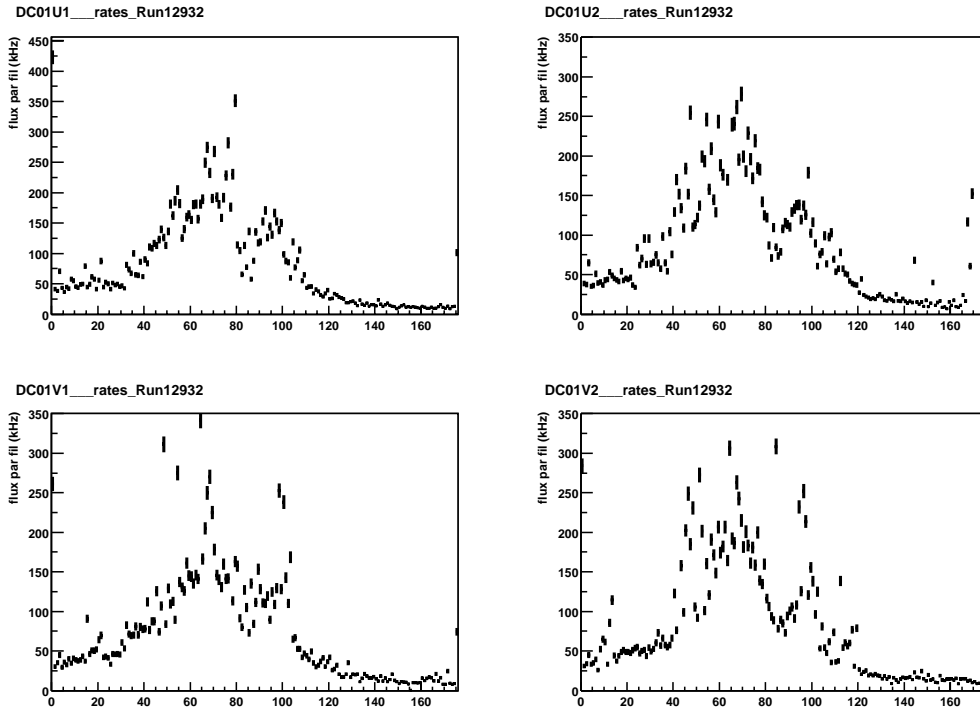 DC01U1___rates_Run12932
flux par fil (kHz)
450
400
350
300
250
200
150
100
50
0
0 20 40 60 80 100 120 140 160
DC01U2___rates_Run12932
flux par fil (kHz)
350
300
250
200
150
100
50
0
0 20 40 60 80 100 120 140 160
DC01V1___rates_Run12932
flux par fil (kHz)
350
300
250
200
150
100
50
0
0 20 40 60 80 100 120 140 160
DC01V2___rates_Run12932
flux par fil (kHz)
350
300
250
200
150
100
50
0
0 20 40 60 80 100 120 140 160